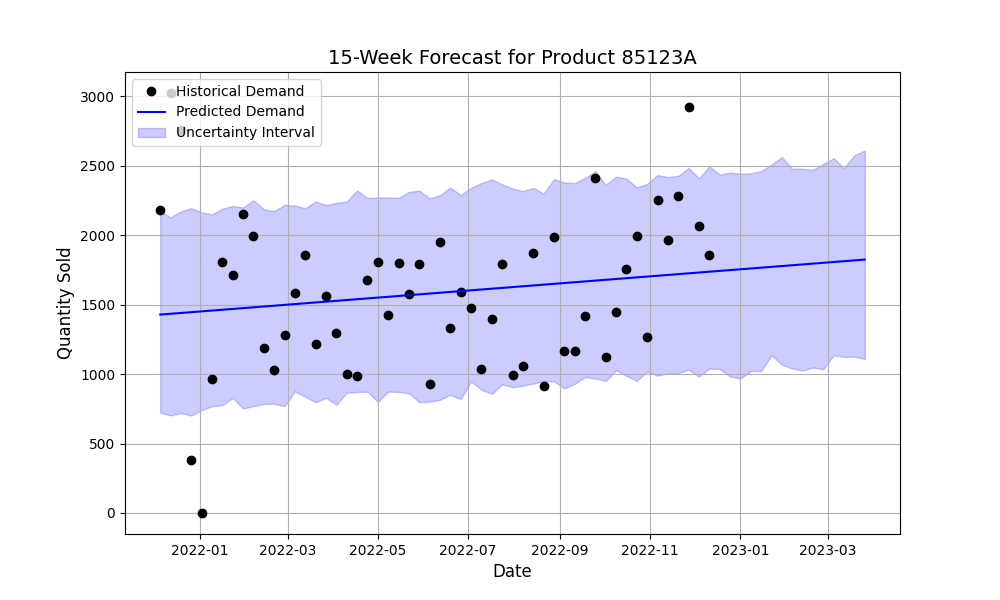 15-Week Forecast for Product 85123A
Historical Demand
Predicted Demand
Uncertainty Interval
3000
2500
2000
1500
1000
500
0
Quantity Sold
2022-01 2022-03 2022-05 2022-07 2022-09 2022-11 2023-01 2023-03
Date